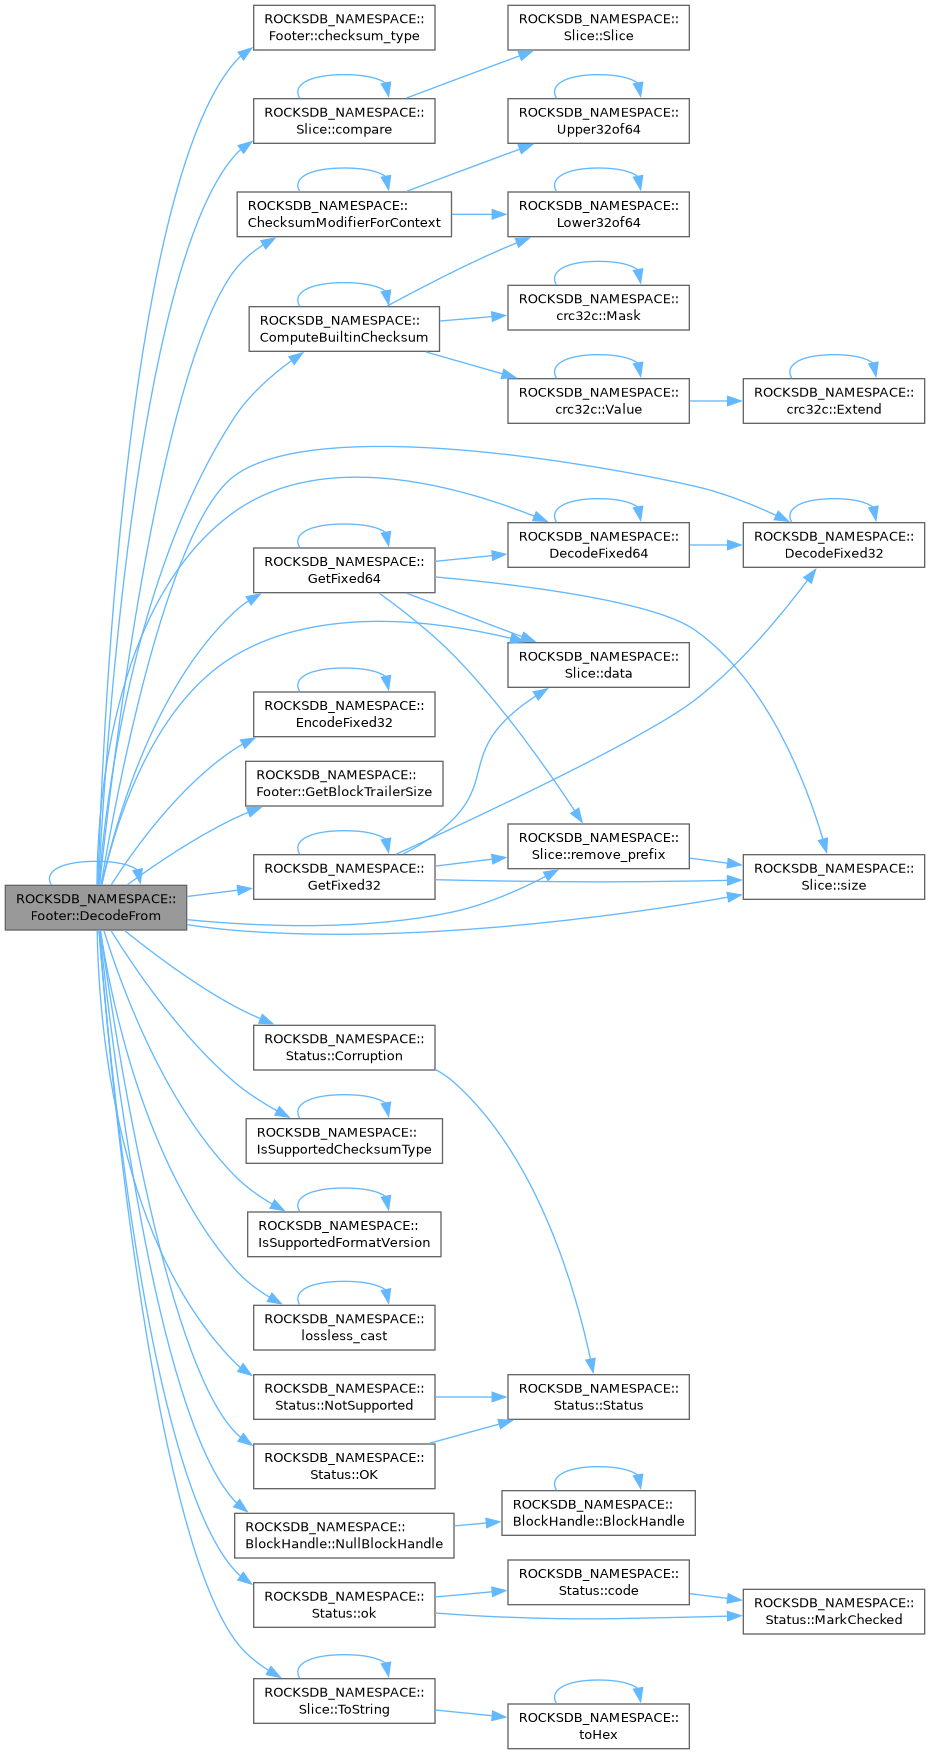 ROCKSDB_NAMESPACE::
Footer::DecodeFrom
ROCKSDB_NAMESPACE::
Footer::checksum_type
ROCKSDB_NAMESPACE::
Slice::compare
ROCKSDB_NAMESPACE::
ChecksumModifierForContext
ROCKSDB_NAMESPACE::
ComputeBuiltinChecksum
ROCKSDB_NAMESPACE::
GetFixed64
ROCKSDB_NAMESPACE::
EncodeFixed32
ROCKSDB_NAMESPACE::
Footer::GetBlockTrailerSize
ROCKSDB_NAMESPACE::
GetFixed32
ROCKSDB_NAMESPACE::
Status::Corruption
ROCKSDB_NAMESPACE::
IsSupportedChecksumType
ROCKSDB_NAMESPACE::
IsSupportedFormatVersion
ROCKSDB_NAMESPACE::
lossless_cast
ROCKSDB_NAMESPACE::
Status::NotSupported
ROCKSDB_NAMESPACE::
Status::OK
ROCKSDB_NAMESPACE::
BlockHandle::NullBlockHandle
ROCKSDB_NAMESPACE::
Status::ok
ROCKSDB_NAMESPACE::
Slice::ToString
ROCKSDB_NAMESPACE::
Slice::Slice
ROCKSDB_NAMESPACE::
Upper32of64
ROCKSDB_NAMESPACE::
Lower32of64
ROCKSDB_NAMESPACE::
crc32c::Mask
ROCKSDB_NAMESPACE::
crc32c::Value
ROCKSDB_NAMESPACE::
DecodeFixed64
ROCKSDB_NAMESPACE::
Slice::data
ROCKSDB_NAMESPACE::
Slice::remove_prefix
ROCKSDB_NAMESPACE::
Status::Status
ROCKSDB_NAMESPACE::
BlockHandle::BlockHandle
ROCKSDB_NAMESPACE::
Status::code
ROCKSDB_NAMESPACE::
toHex
ROCKSDB_NAMESPACE::
crc32c::Extend
ROCKSDB_NAMESPACE::
DecodeFixed32
ROCKSDB_NAMESPACE::
Slice::size
ROCKSDB_NAMESPACE::
Status::MarkChecked